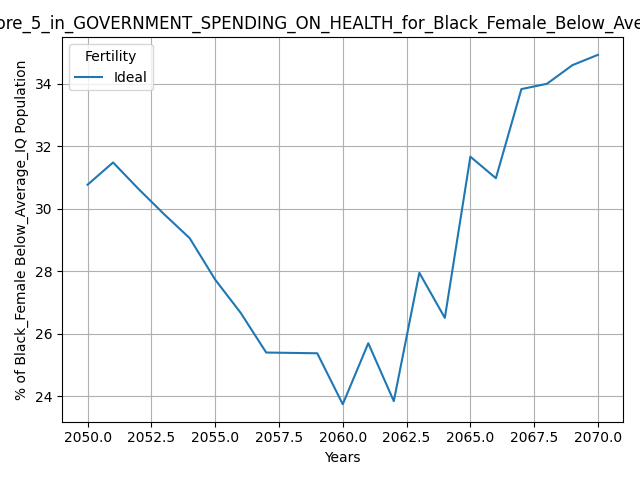 ore_5_in_GOVERNMENT_SPENDING_ON_HEALTH_for_Black_Female_Below_Ave
Fertility
Ideal
% of Black_Female Below_Average_IQ Population
34
32
30
28
26
24
2050.0 2052.5 2055.0 2057.5 2060.0 2062.5 2065.0 2067.5 2070.0
Years